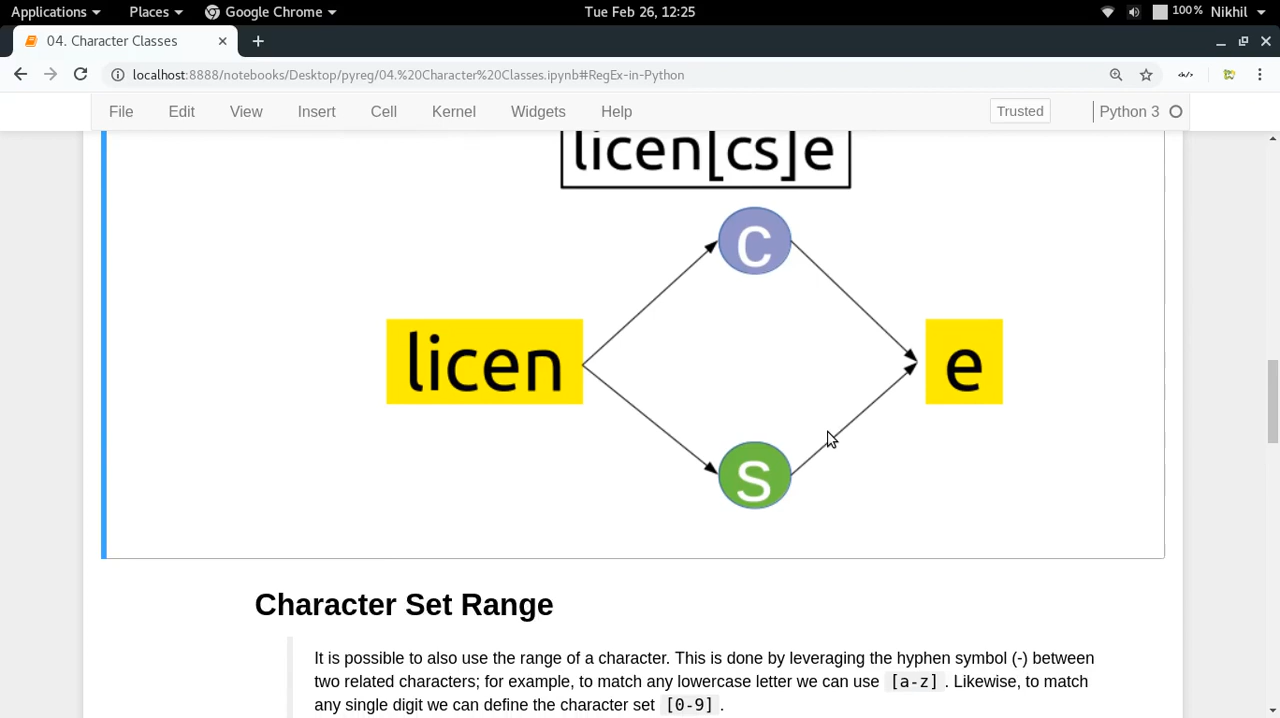 Applications Places Google Chrome Tue Feb 26, 12:25 100% Nikhil
04. Character Classes
localhost:8888/notebooks/Desktop/pyreg/04.%20Character%20Classes.ipynb#RegEx-in-Python
File Edit View Insert Cell Kernel Widgets Help Trusted Python 3
licen[cs]e
c
licen e
s
Character Set Range
It is possible to also use the range of a character. This is done by leveraging the hyphen symbol (-) between
two related characters; for example, to match any lowercase letter we can use [a-z]. Likewise, to match
any single digit we can define the character set [0-9].